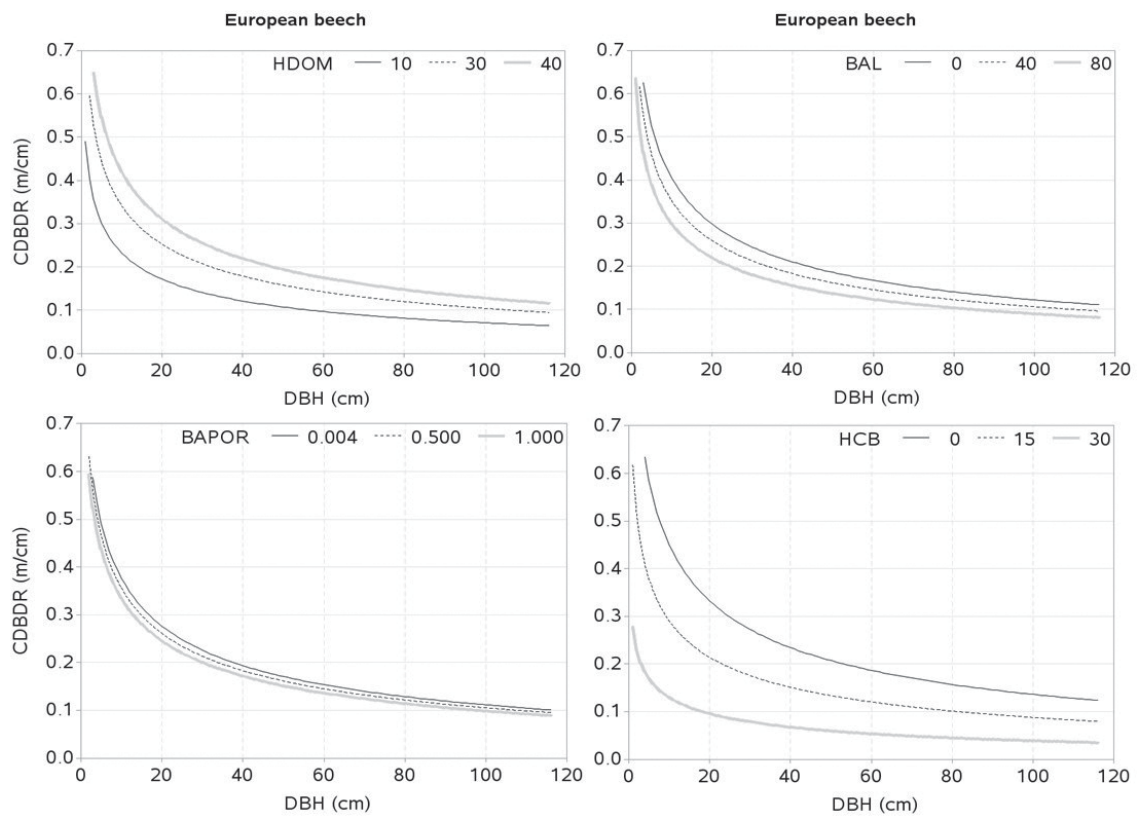 European beech
HDOM 10 30 40
0.7
0.6
0.5
0.4
0.3
0.2
0.1
0.0
CDBDR (m/cm)
0 20 40 60 80 100 120
DBH (cm)
European beech
BAL 0 40 80
0.7
0.6
0.5
0.4
0.3
0.2
0.1
0.0
0 20 40 60 80 100 120
DBH (cm)
BAPOR 0.004 0.500 1.000
0.7
0.6
0.5
0.4
0.3
0.2
0.1
0.0
CDBDR (m/cm)
0 20 40 60 80 100 120
DBH (cm)
HCB 0 15 30
0.7
0.6
0.5
0.4
0.3
0.2
0.1
0.0
0 20 40 60 80 100 120
DBH (cm)